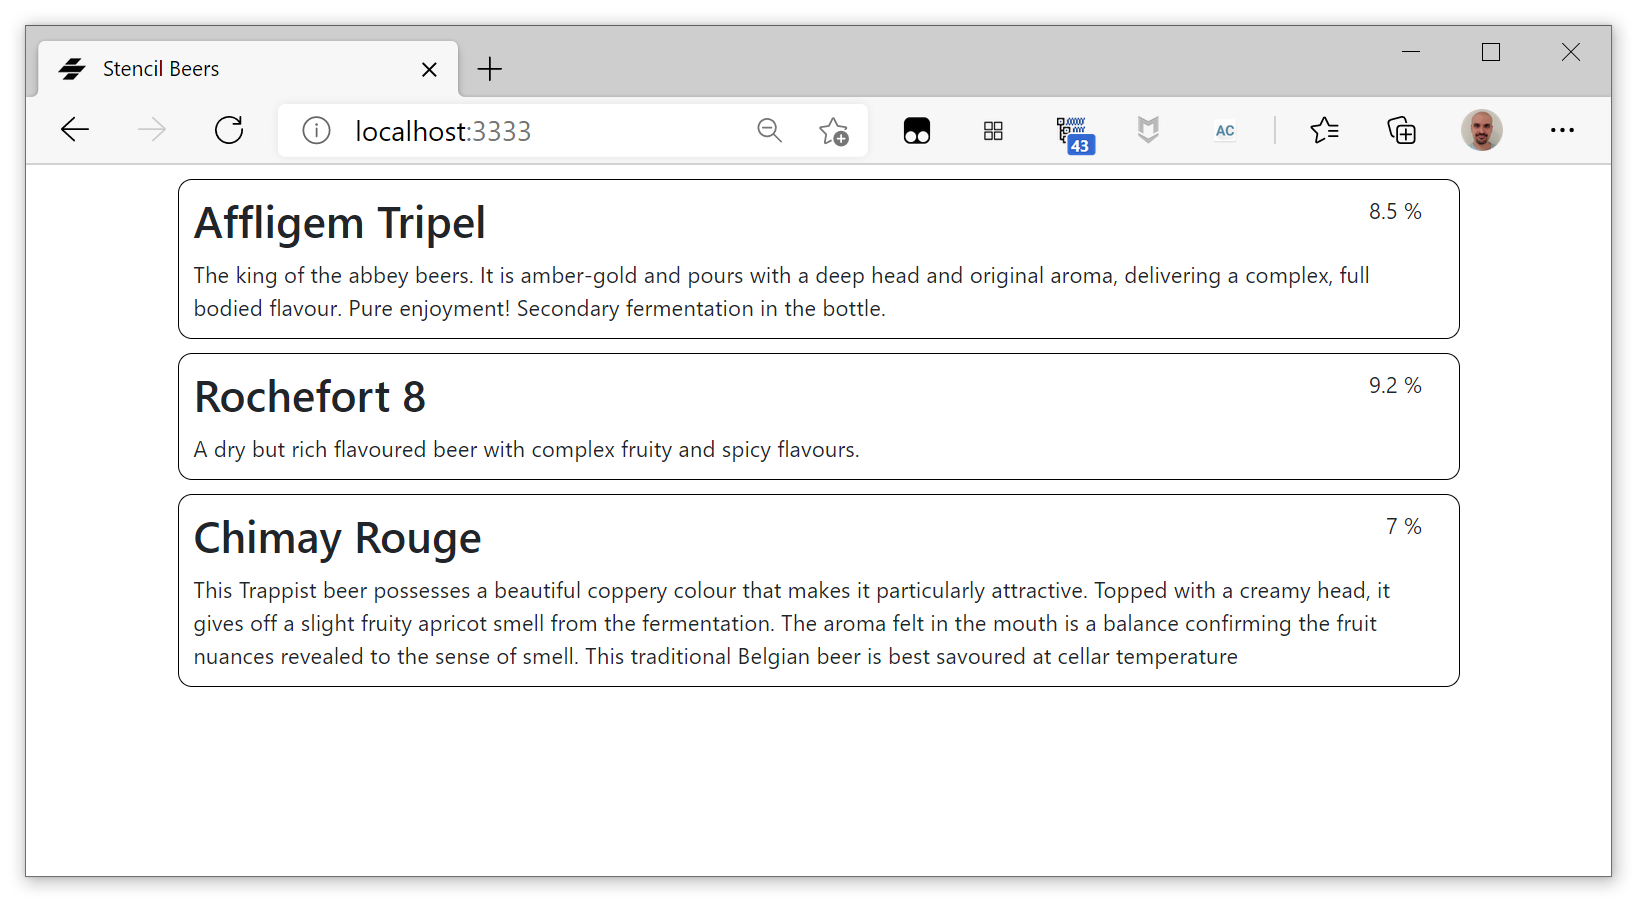 Stencil Beers
localhost:3333
43
AC
Affligem Tripel
8.5 %
The king of the abbey beers. It is amber-gold and pours with a deep head and original aroma, delivering a complex, full
bodied flavour. Pure enjoyment! Secondary fermentation in the bottle.
Rochefort 8
9.2 %
A dry but rich flavoured beer with complex fruity and spicy flavours.
Chimay Rouge
7 %
This Trappist beer possesses a beautiful coppery colour that makes it particularly attractive. Topped with a creamy head, it
gives off a slight fruity apricot smell from the fermentation. The aroma felt in the mouth is a balance confirming the fruit
nuances revealed to the sense of smell. This traditional Belgian beer is best savoured at cellar temperature